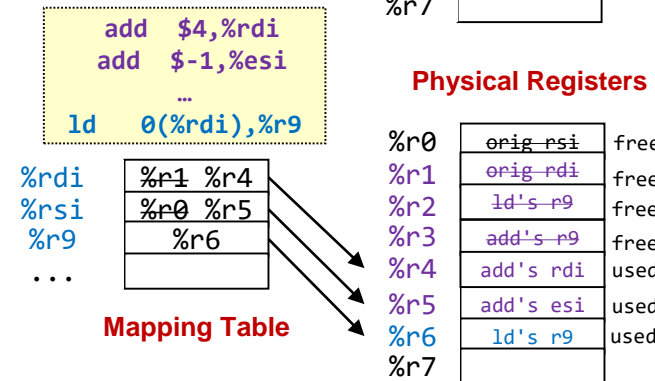 %r7
add $4,%rdi
add $-1,%esi
…
ld 0(%rdi),%r9
Physical Registers
%r0 orig rsi free
%r1 orig rdi free
%r2 ld's r9 free
%r3 add's r9 free
%r4 add's rdi used
%r5 add's esi used
%r6 ld's r9 used
%r7
%rdi %r1 %r4
%rsi %r0 %r5
%r9 %r6
...
Mapping Table